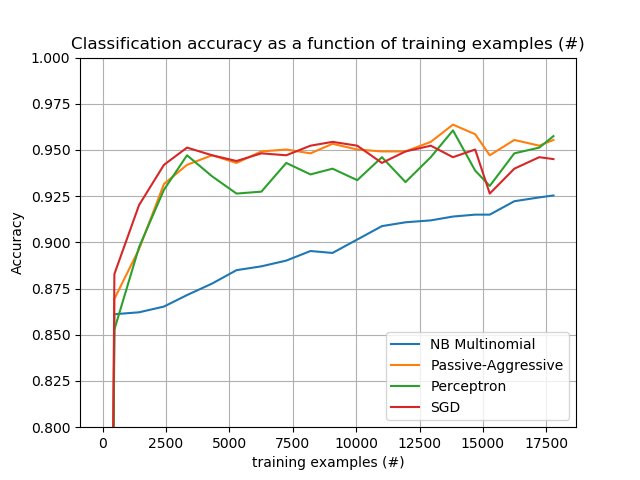 Classification accuracy as a function of training examples (#)
1.000
0.975
0.950
0.925
0.900
0.875
0.850
0.825
0.800
Accuracy
NB Multinomial
Passive-Aggressive
Perceptron
SGD
0 2500 5000 7500 10000 12500 15000 17500
training examples (#)